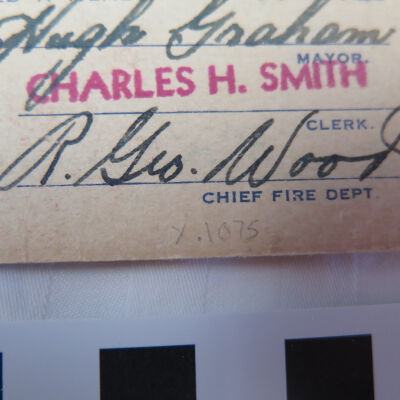 Hugh Graham
MAYOR.
CHARLES H. SMITH
CLERK.
R. Geo. Wood
CHIEF FIRE DEPT.
X.1075